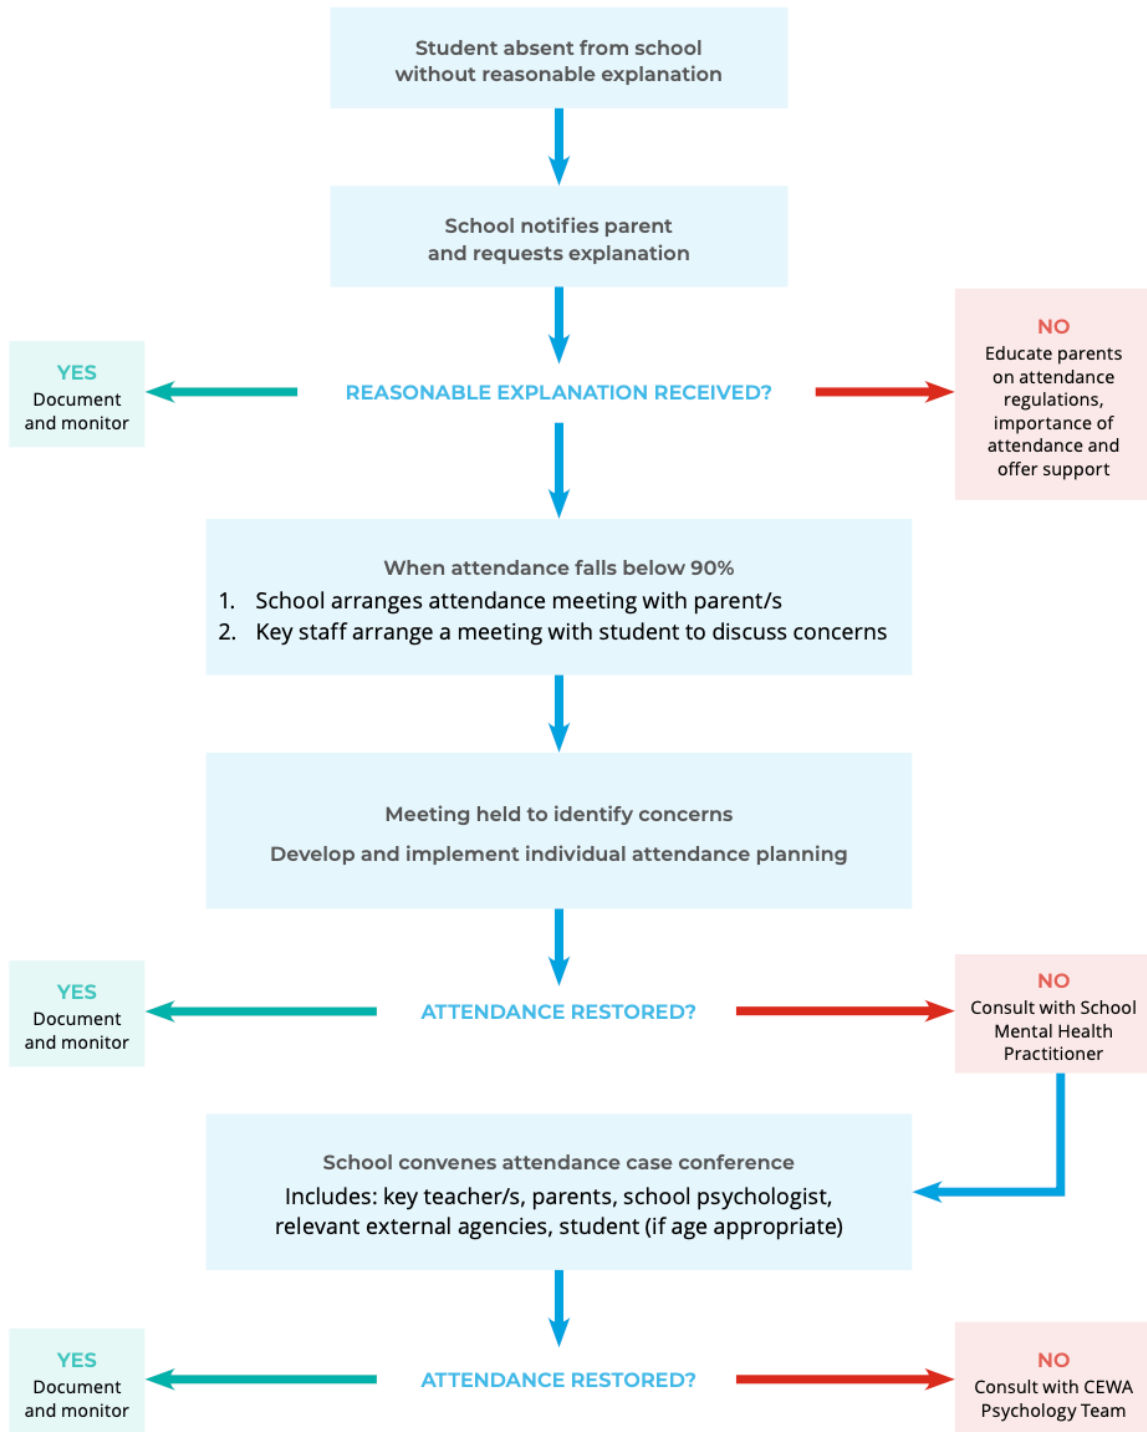 Student absent from school
without reasonable explanation
School notifies parent
and requests explanation
REASONABLE EXPLANATION RECEIVED?
YES
Document
and monitor
NO
Educate parents
on attendance
regulations,
importance of
attendance and
offer support
When attendance falls below 90%
1. School arranges attendance meeting with parent/s
2. Key staff arrange a meeting with student to discuss concerns
Meeting held to identify concerns
Develop and implement individual attendance planning
ATTENDANCE RESTORED?
YES
Document
and monitor
NO
Consult with School
Mental Health
Practitioner
School convenes attendance case conference
Includes: key teacher/s, parents, school psychologist,
relevant external agencies, student (if age appropriate)
ATTENDANCE RESTORED?
YES
Document
and monitor
NO
Consult with CEWA
Psychology Team